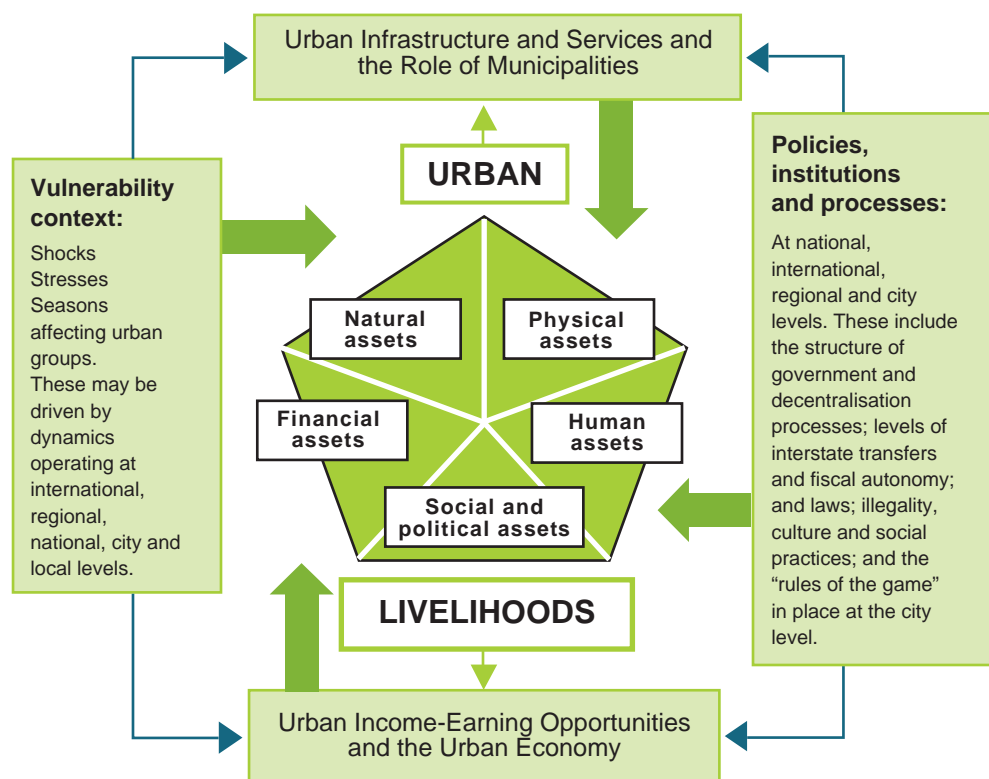 Urban Infrastructure and Services and
the Role of Municipalities
URBAN
Vulnerability
context:
Shocks
Stresses
Seasons
affecting urban
groups.
These may be
driven by
dynamics
operating at
international,
regional,
national, city and
local levels.
Natural
assets
Physical
assets
Financial
assets
Human
assets
Social and
political assets
Policies,
institutions
and processes:
At national,
international,
regional and city
levels. These include
the structure of
government and
decentralisation
processes; levels of
interstate transfers
and fiscal autonomy;
and laws; illegality,
culture and social
practices; and the
“rules of the game”
in place at the city
level.
LIVELIHOODS
Urban Income-Earning Opportunities
and the Urban Economy